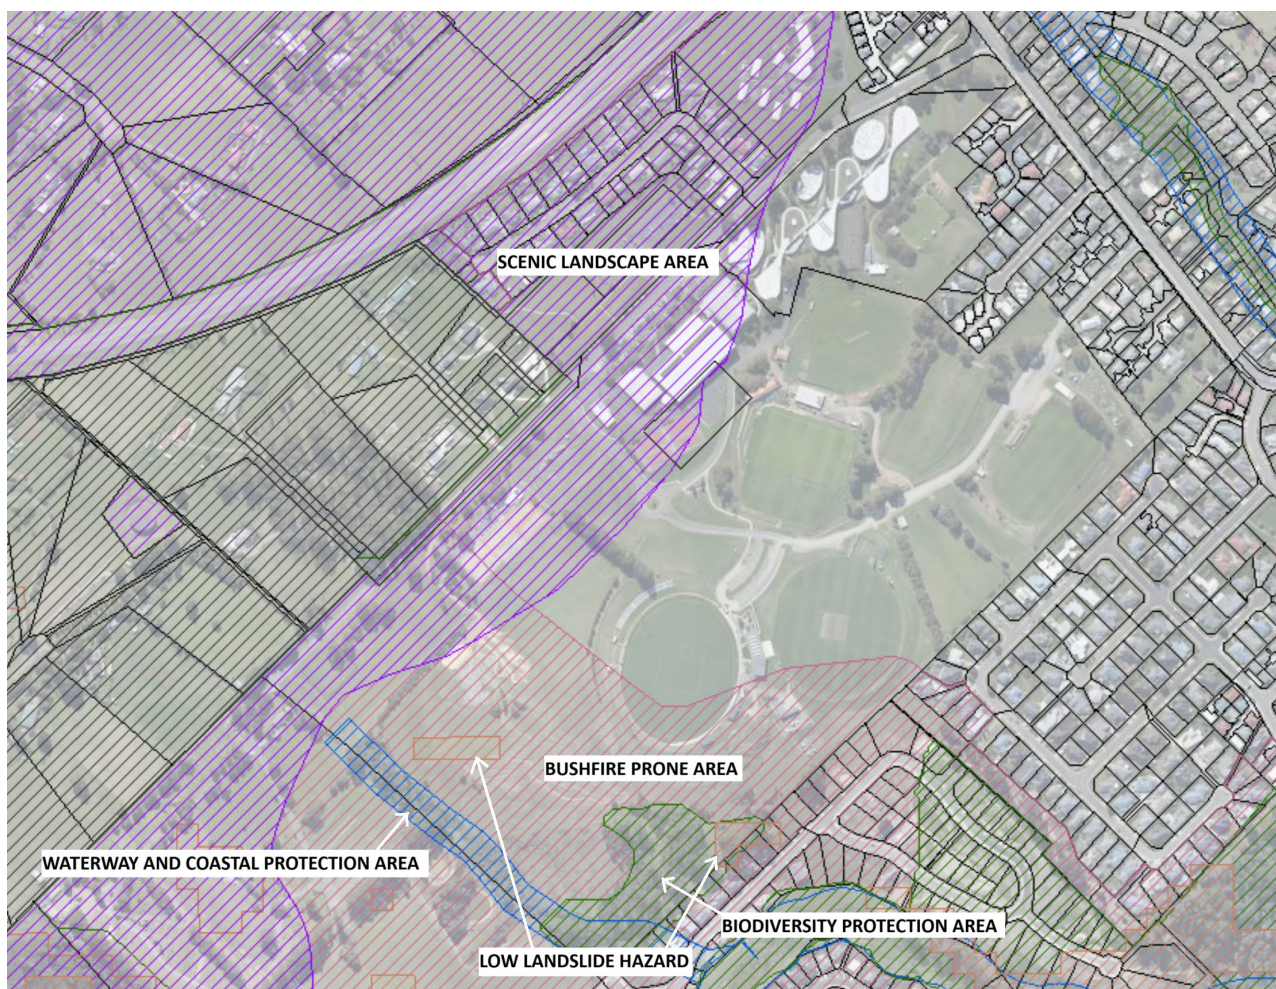 SCENIC LANDSCAPE AREA
BUSHFIRE PRONE AREA
WATERWAY AND COASTAL PROTECTION AREA
BIODIVERSITY PROTECTION AREA
LOW LANDSLIDE HAZARD